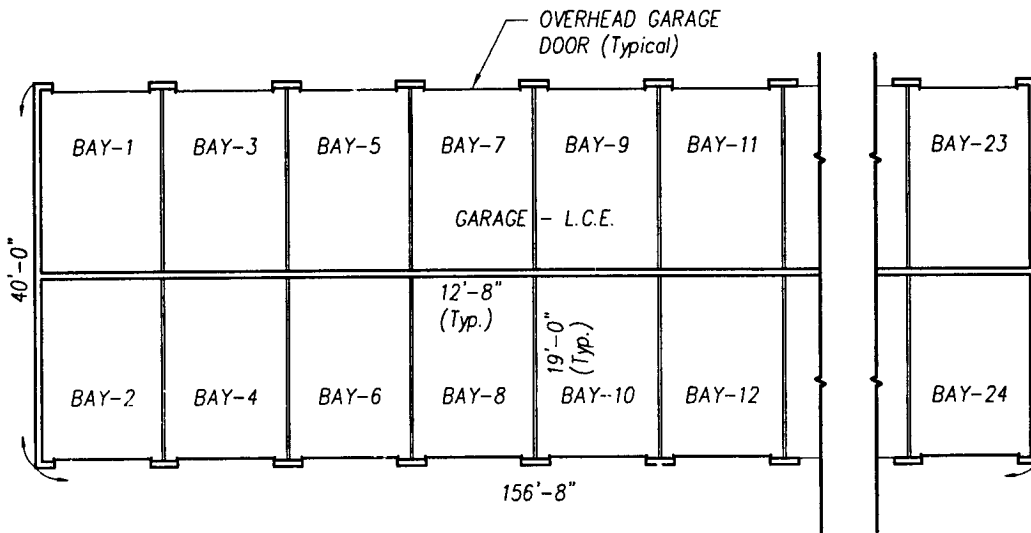 OVERHEAD GARAGE
DOOR (Typical)
BAY-1 BAY-3 BAY-5 BAY-7 BAY-9 BAY-11 BAY-23
GARAGE - L.C.E.
40'-0"
12'-8"
(Typ.)
19'-0"
(Typ.)
BAY-2 BAY-4 BAY-6 BAY-8 BAY-10 BAY-12 BAY-24
156'-8"